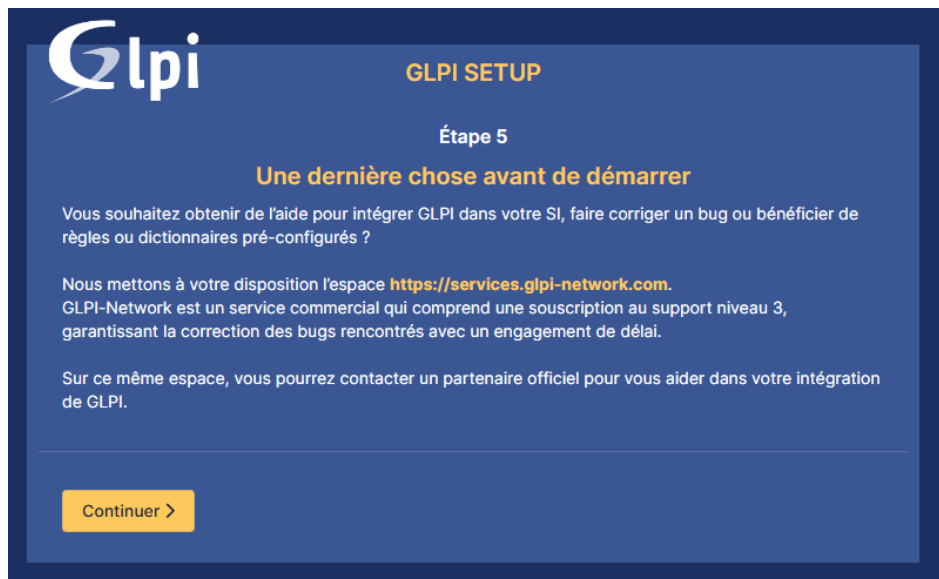 Glpi
GLPI SETUP
Étape 5
Une dernière chose avant de démarrer
Vous souhaitez obtenir de l'aide pour intégrer GLPI dans votre SI, faire corriger un bug ou bénéficier de
règles ou dictionnaires pré-configurés ?
Nous mettons à votre disposition l'espace https://services.glpi-network.com.
GLPI-Network est un service commercial qui comprend une souscription au support niveau 3,
garantissant la correction des bugs rencontrés avec un engagement de délai.
Sur ce même espace, vous pourrez contacter un partenaire officiel pour vous aider dans votre intégration
de GLPI.
Continuer >